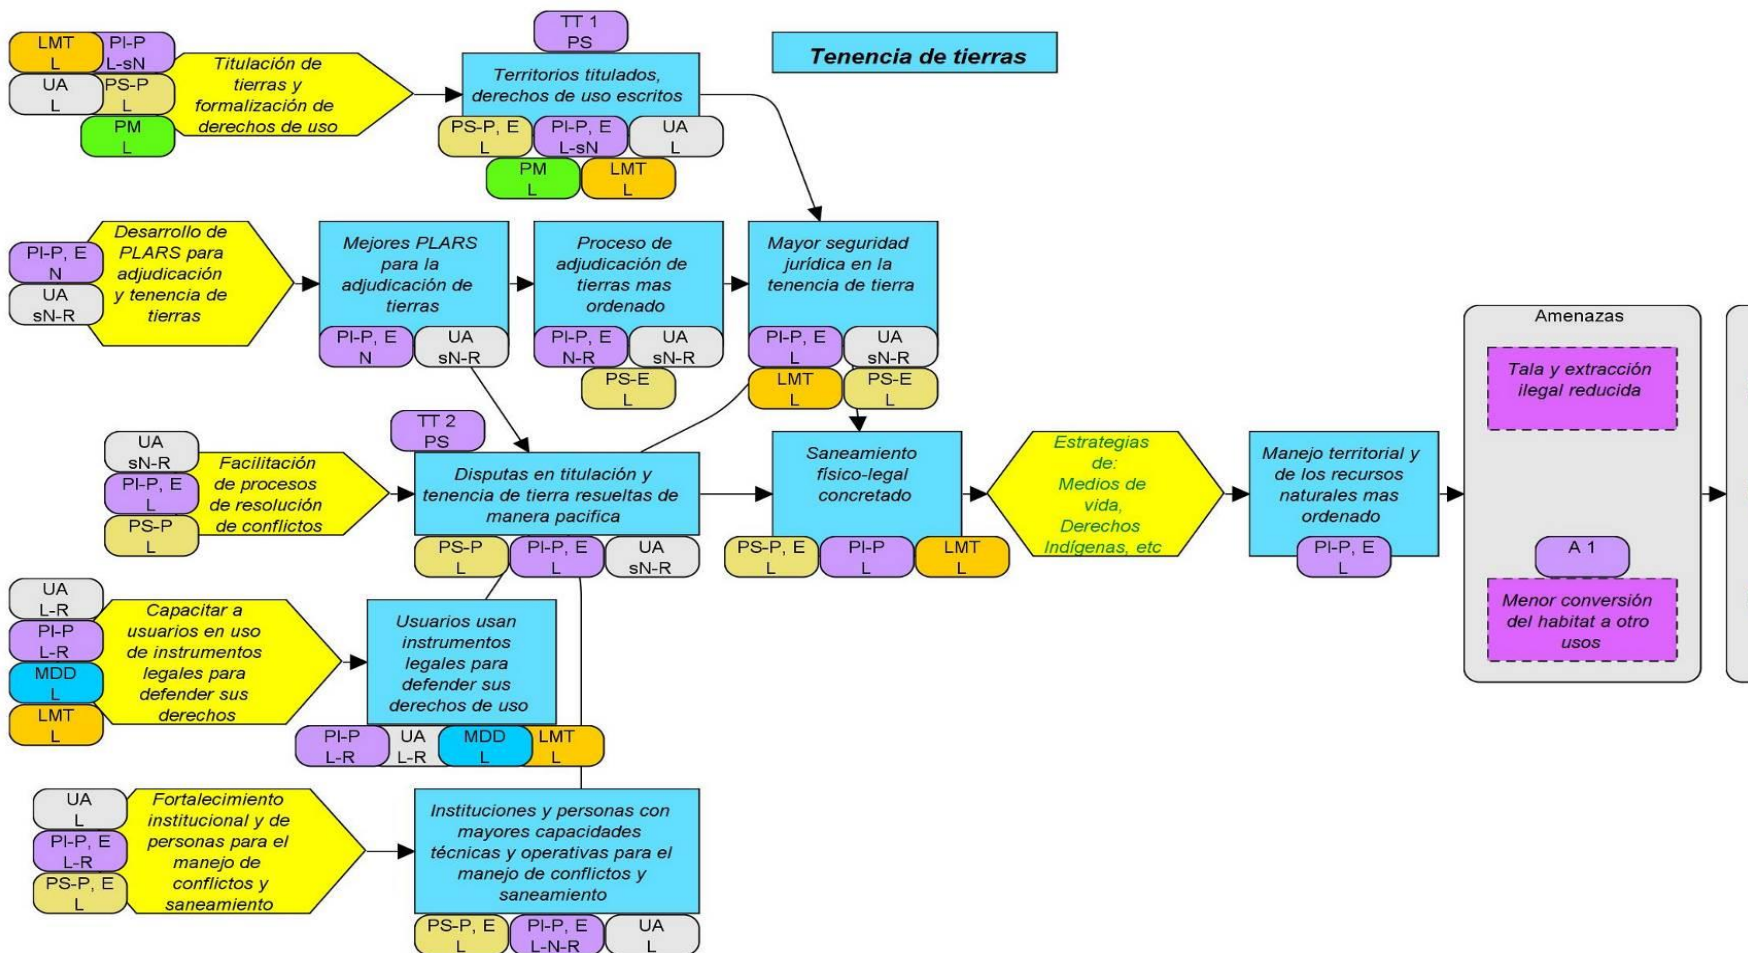 TT 1
PS
Tenencia de tierras
LMT
L
PI-P
L-sN
UA
L
PS-P
L
PM
L
Titulación de
tierras y
formalización de
derechos de uso
Territorios titulados,
derechos de uso escritos
PS-P, E
L
PI-P, E
L-sN
UA
L
PM
L
LMT
L
PI-P, E
N
UA
sN-R
Desarrollo de
PLARS para
adjudicación
y tenencia de
tierras
Mejores PLARS
para la
adjudicación de
tierras
PI-P, E
N
UA
sN-R
Proceso de
adjudicación de
tierras mas
ordenado
PI-P, E
N-R
UA
sN-R
PS-E
L
Mayor seguridad
jurídica en la
tenencia de tierra
PI-P, E
L
UA
sN-R
LMT
L
PS-E
L
TT 2
PS
UA
sN-R
PI-P, E
L
PS-P
L
Facilitación
de procesos
de resolución
de conflictos
Disputas en titulación y
tenencia de tierra resueltas de
manera pacifica
PS-P
L
PI-P, E
L
UA
sN-R
Saneamiento
físico-legal
concretado
PS-P, E
L
PI-P
L
LMT
L
Estrategias
de:
Medios de
vida,
Derechos
Indígenas, etc
Manejo territorial y
de los recursos
naturales mas
ordenado
PI-P, E
L
Amenazas
Tala y extracción
ilegal reducida
A 1
Menor conversión
del habitat a otro
usos
UA
L-R
PI-P
L-R
MDD
L
LMT
L
Capacitar a
usuarios en uso
de instrumentos
legales para
defender sus
derechos
Usuarios usan
instrumentos
legales para
defender sus
derechos de uso
PI-P
L-R
UA
L-R
MDD
L
LMT
L
UA
L
PI-P, E
L-R
PS-P, E
L
Fortalecimiento
institucional y de
personas para el
manejo de
conflictos y
saneamiento
Instituciones y personas con
mayores capacidades
técnicas y operativas para el
manejo de conflictos y
saneamiento
PS-P, E
L
PI-P, E
L-N-R
UA
L